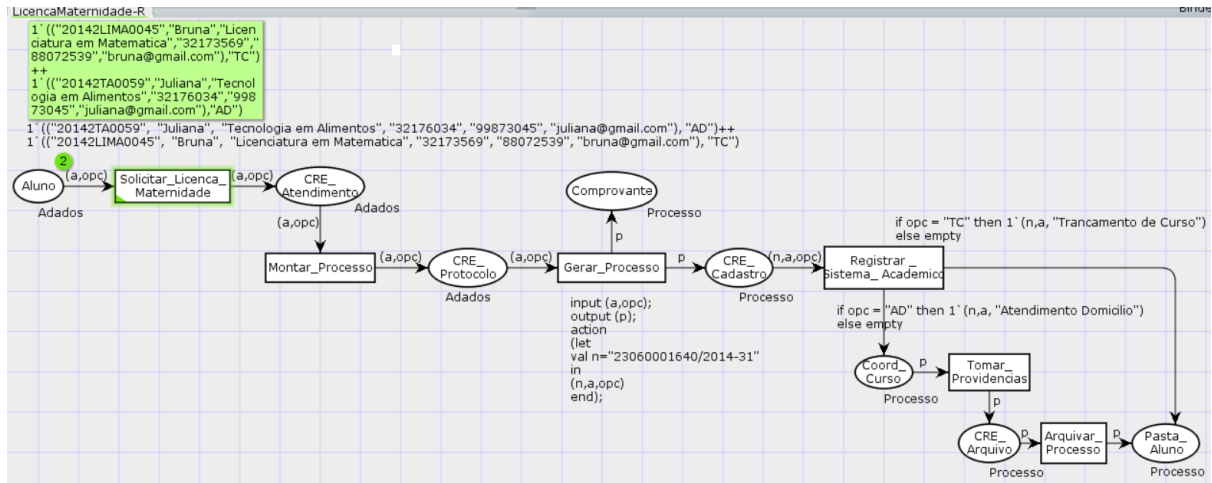 LicencaMaternidade-R
Binde
1`(("20142LIMA0045","Bruna","Licen
ciatura em Matematica","32173569","
88072539","bruna@gmail.com"),"TC")
++
1`(("20142TA0059","Juliana","Tecnol
ogia em Alimentos","32176034","998
73045","juliana@gmail.com"),"AD")
1`(("20142TA0059", "Juliana", "Tecnologia em Alimentos", "32176034", "99873045", "juliana@gmail.com"), "AD")++
1`(("20142LIMA0045", "Bruna", "Licenciatura em Matematica", "32173569", "88072539", "bruna@gmail.com"), "TC")
2
Aluno
Adados
(a,opc)
Solicitar_Licenca_
Maternidade
(a,opc)
CRE_
Atendimento
Adados
(a,opc)
Montar_Processo
(a,opc)
CRE_
Protocolo
Adados
(a,opc)
Gerar_Processo
input (a,opc);
output (p);
action
(let
val n="23060001640/2014-31"
in
(n,a,opc)
end);
Comprovante
Processo
p
p
CRE_
Cadastro
Processo
(n,a,opc)
Registrar_
Sistema_ Academico
if opc = "TC" then 1`(n,a, "Trancamento de Curso")
else empty
if opc = "AD" then 1`(n,a, "Atendimento Domicilio")
else empty
Coord_
Curso
Processo
p
Tomar_
Providencias
p
CRE_
Arquivo
Processo
p
Arquivar_
Processo
p
Pasta_
Aluno
Processo